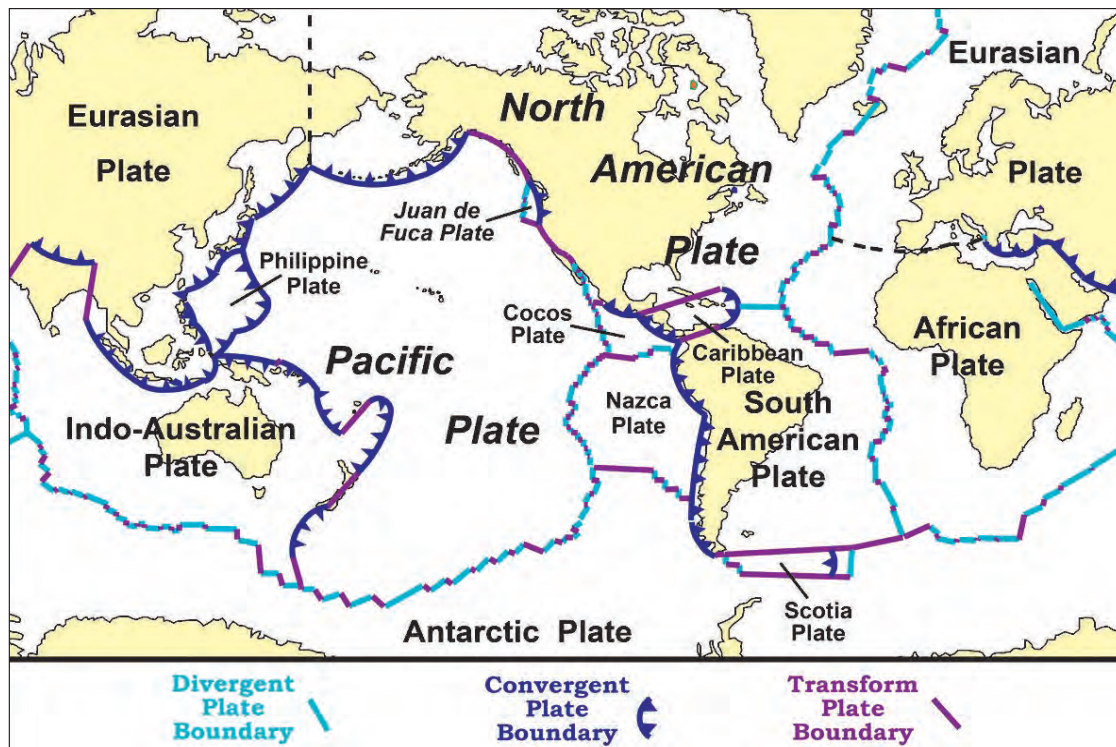 Eurasian
Plate
North
American
Plate
Eurasian
Plate
Juan de
Fuca Plate
Philippine
Plate
Cocos
Plate
Caribbean
Plate
African
Plate
Pacific
Plate
Nazca
Plate
South
American
Plate
Indo-Australian
Plate
Scotia
Plate
Antarctic Plate
Divergent
Plate
Boundary
Convergent
Plate
Boundary
Transform
Plate
Boundary